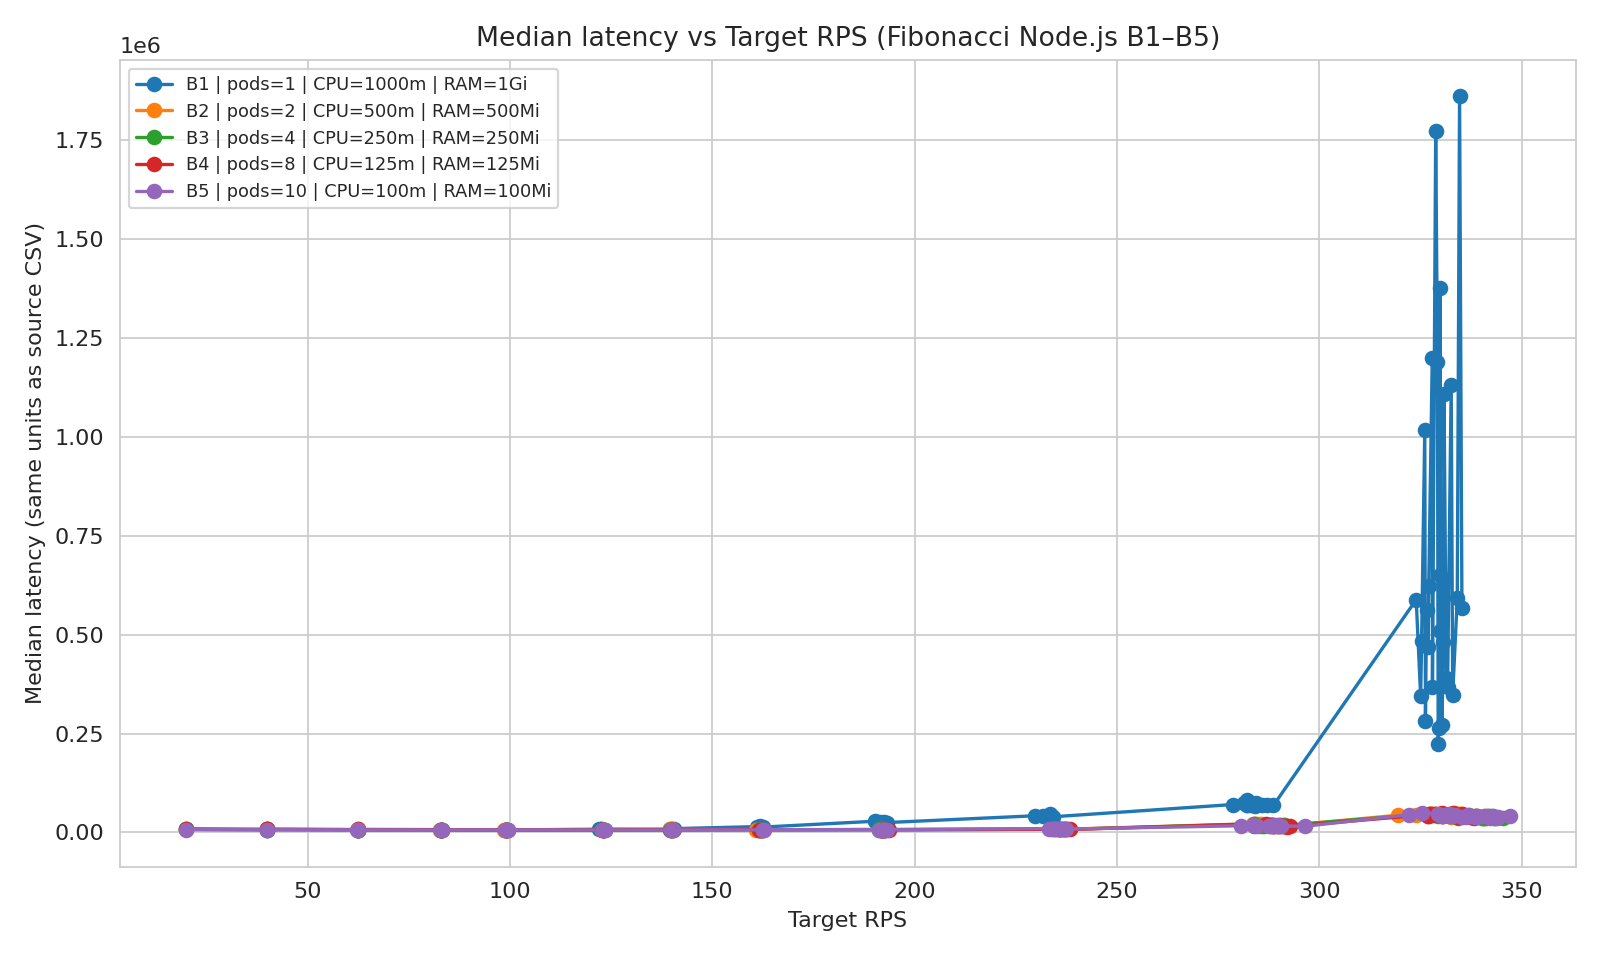 Median latency vs Target RPS (Fibonacci Node.js B1–B5)
1e6
B1 | pods=1 | CPU=1000m | RAM=1Gi
B2 | pods=2 | CPU=500m | RAM=500Mi
B3 | pods=4 | CPU=250m | RAM=250Mi
B4 | pods=8 | CPU=125m | RAM=125Mi
B5 | pods=10 | CPU=100m | RAM=100Mi
Median latency (same units as source CSV)
1.75
1.50
1.25
1.00
0.75
0.50
0.25
0.00
50 100 150 200 250 300 350
Target RPS